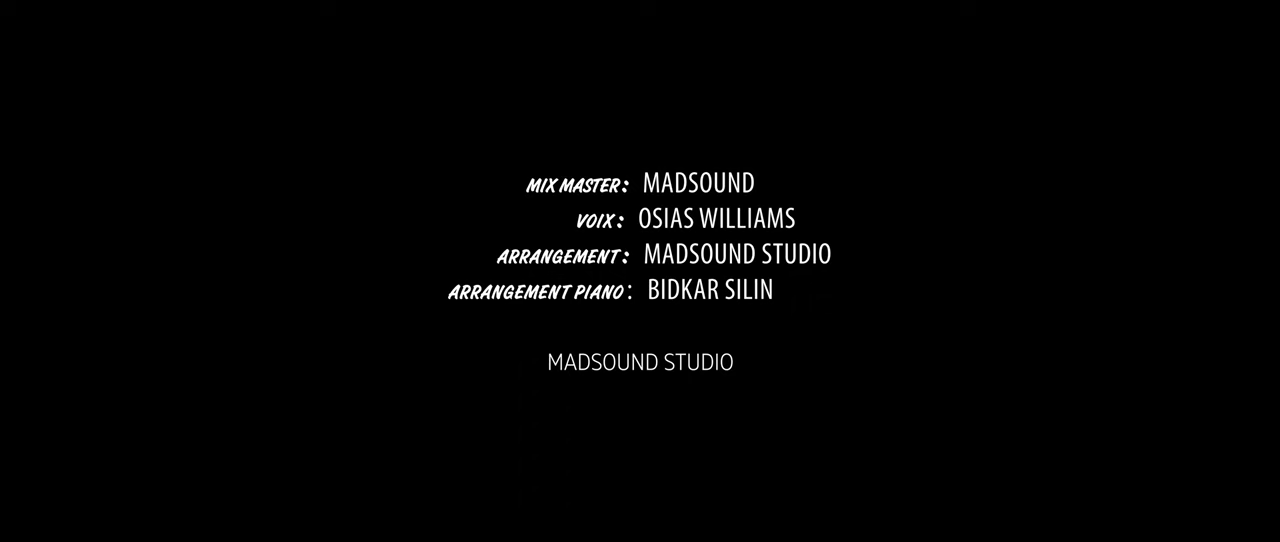 MIX MASTER: MADSOUND
VOIX: OSIAS WILLIAMS
ARRANGEMENT: MADSOUND STUDIO
ARRANGEMENT PIANO: BIDKAR SILIN
MADSOUND STUDIO